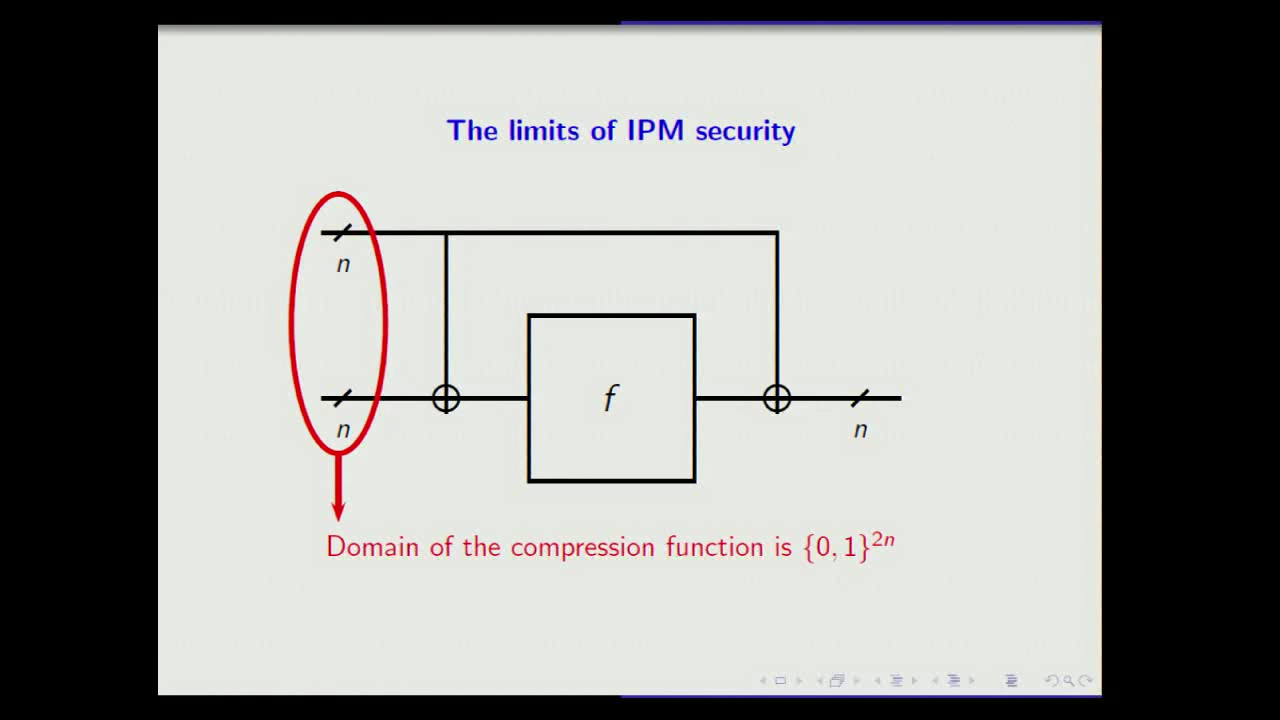 The limits of IPM security
n
f
n
n
Domain of the compression function is {0, 1}²ⁿ